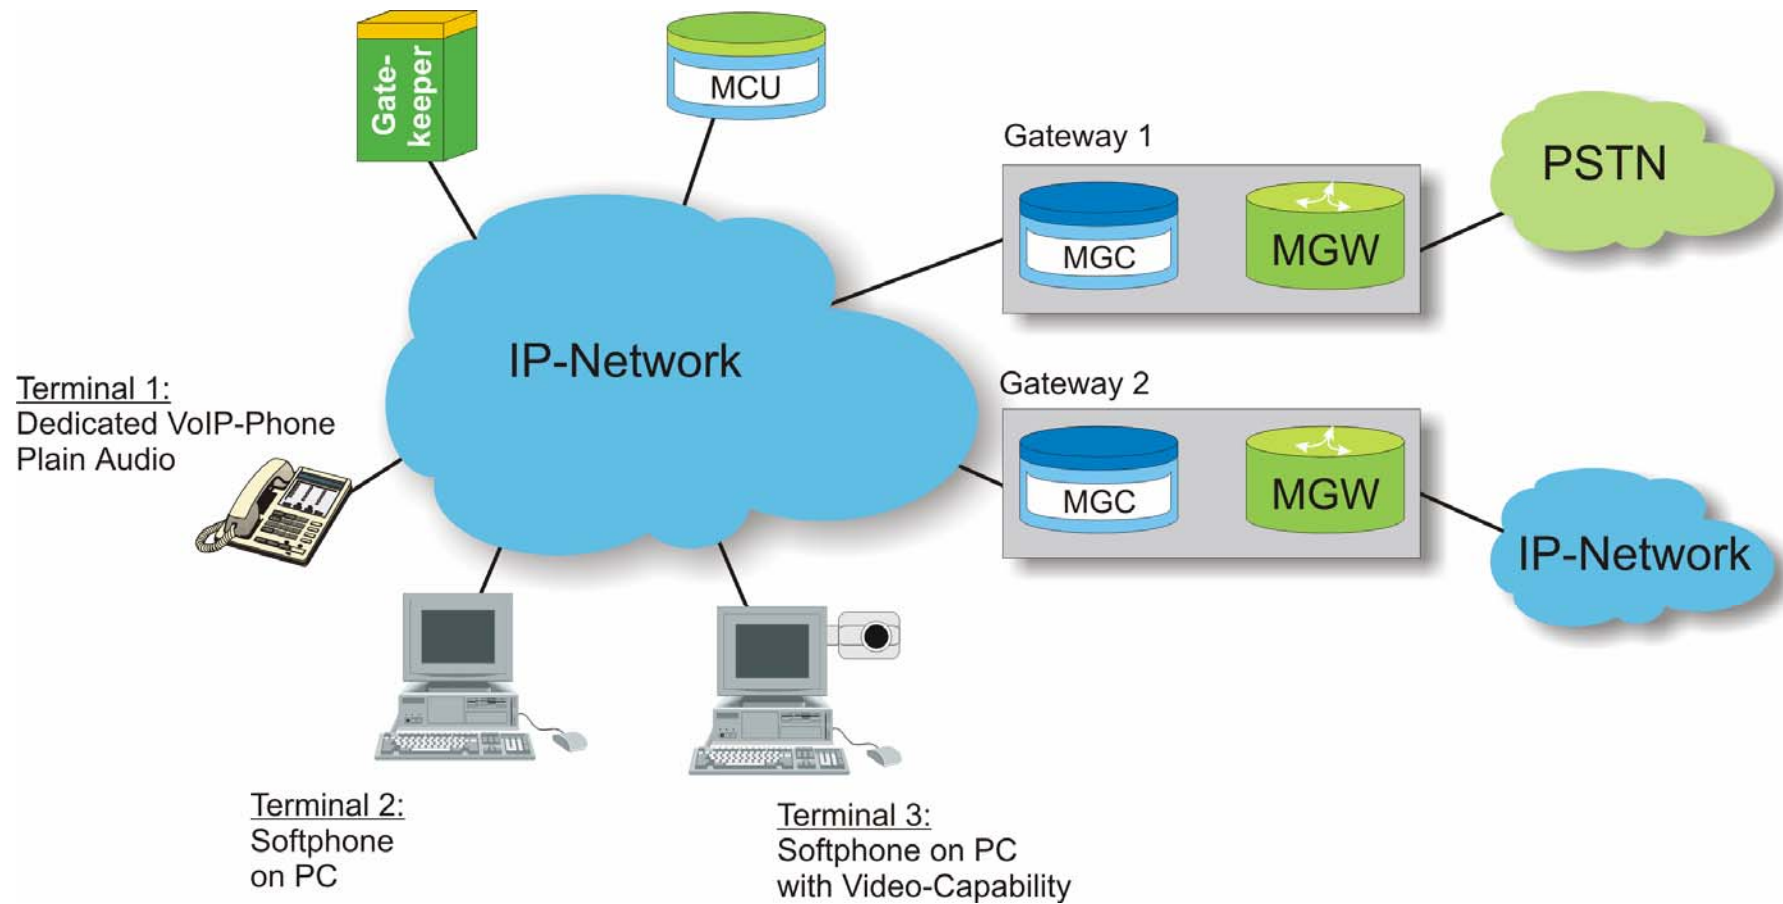 Gate-
keeper
MCU
Gateway 1
MGC
MGW
PSTN
IP-Network
Gateway 2
MGC
MGW
IP-Network
Terminal 1:
Dedicated VoIP-Phone
Plain Audio
Terminal 2:
Softphone
on PC
Terminal 3:
Softphone on PC
with Video-Capability